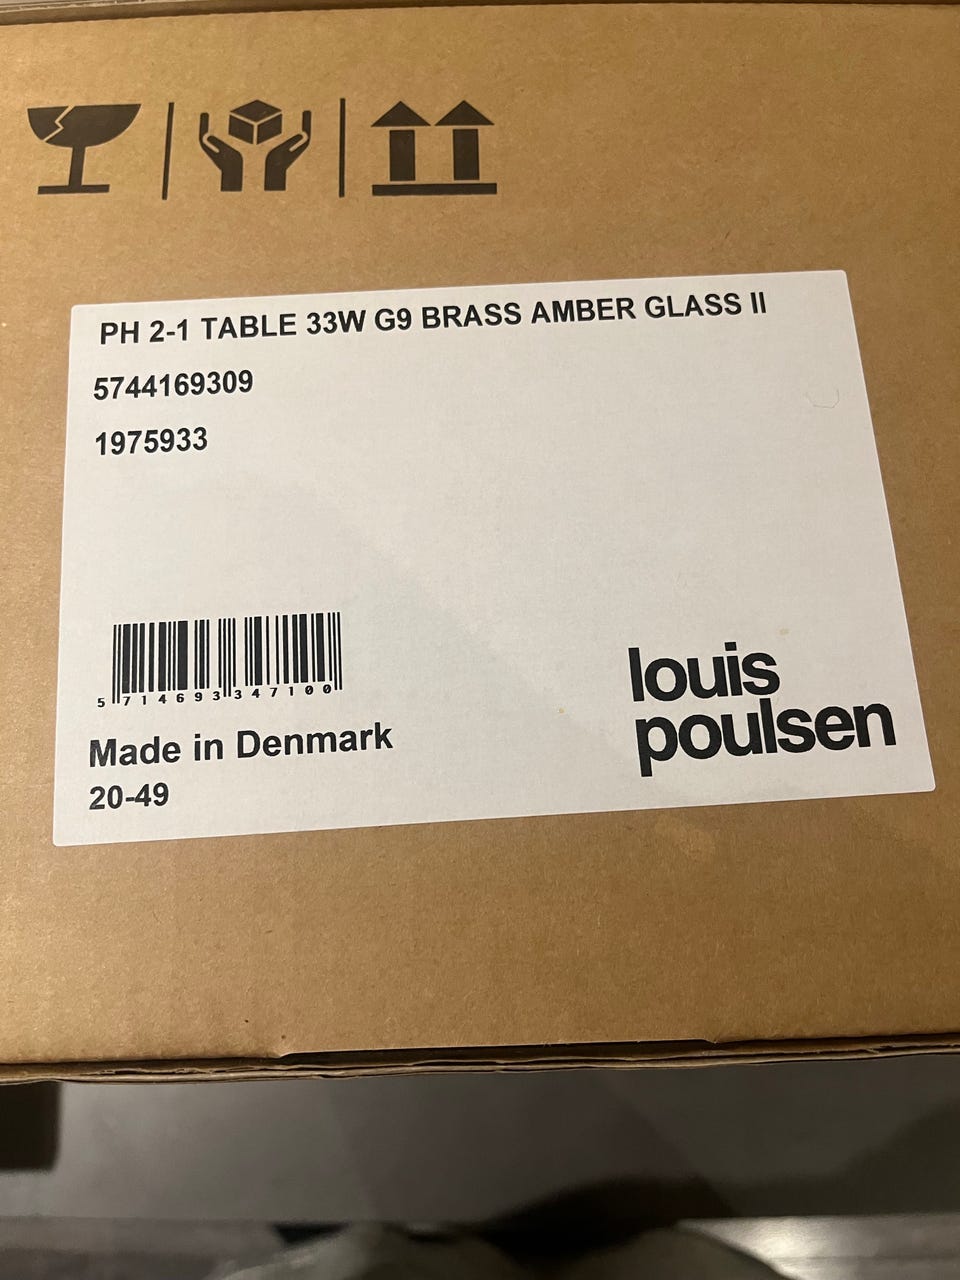 PH 2-1 TABLE 33W G9 BRASS AMBER GLASS II
5744169309
1975933
5 714693 347100
Made in Denmark
20-49
louis
poulsen